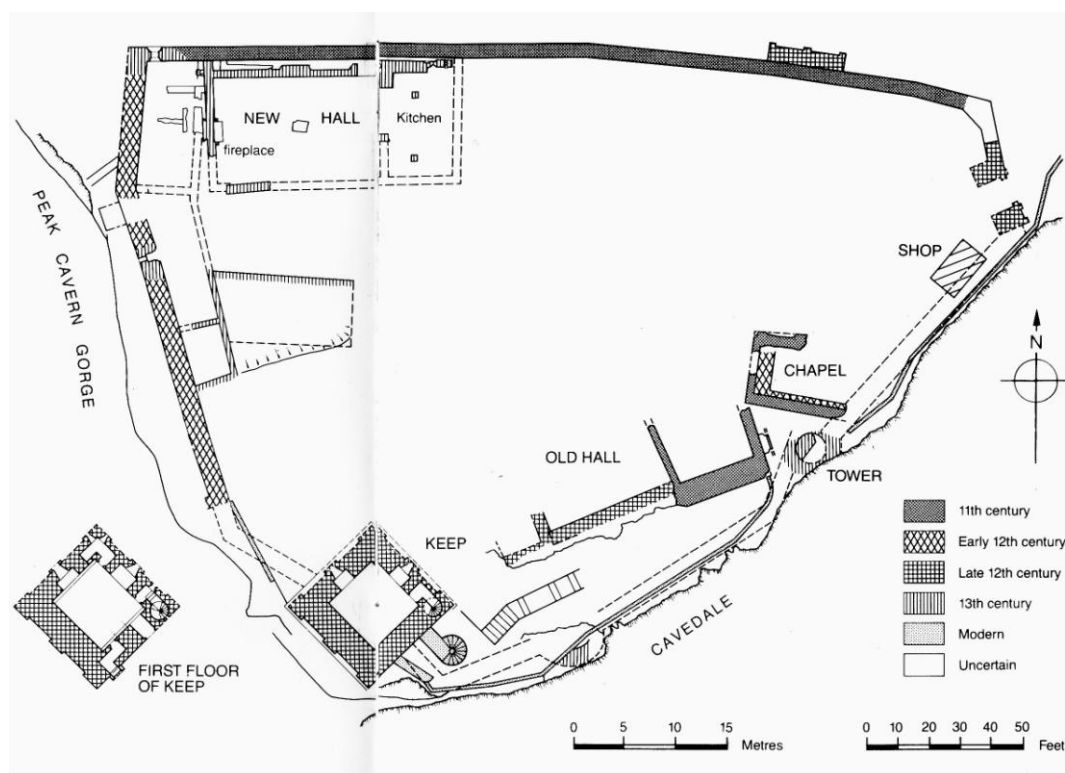 NEW HALL Kitchen
fireplace
PEAK CAVERN GORGE
SHOP
N
CHAPEL
OLD HALL
TOWER
KEEP
CAVEDALE
FIRST FLOOR
OF KEEP
11th century
Early 12th century
Late 12th century
13th century
Modern
Uncertain
0 5 10 15
Metres
0 10 20 30 40 50
Feet